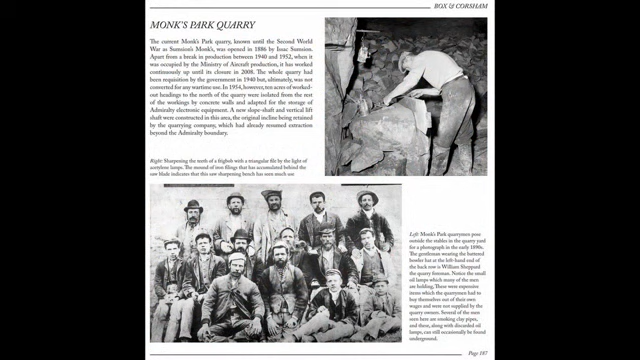 BOX & CORSHAM
MONK'S PARK QUARRY
The current Monk's Park quarry, known until the Second World
War as Sumsion's Monk's, was opened in 1886 by Isaac Sumsion.
Apart from a break in production between 1940 and 1952, when it
was occupied by the Ministry of Aircraft production, it has worked
continuously up until its closure in 2008. The whole quarry had
been requisition by the government in 1940 but, ultimately, was not
converted for any wartime use. In 1954, however, ten acres of worked-
out headings to the north of the quarry were isolated from the rest
of the workings by concrete walls and adapted for the storage of
Admiralty electronic equipment. A new slope-shaft and vertical lift
shaft were constructed in this area, the original incline being retained
by the quarrying company, which had already resumed extraction
beyond the Admiralty boundary.
Right: Sharpening the teeth of a frigbob with a triangular file by the light of
acetylene lamps. The mound of iron filings that has accumulated behind the
saw blade indicates that this saw sharpening bench has seen much use
Left: Monk's Park quarrymen pose
outside the stables in the quarry yard
for a photograph in the early 1890s.
The gentleman wearing the battered
bowler hat at the left-hand end of
the back row is William Sheppard
the quarry foreman. Notice the small
oil lamps which many of the men
are holding. These were expensive
items which the quarrymen had to
buy themselves out of their own
wages and were not supplied by the
quarry owners. Several of the men
seen here are smoking clay pipes,
and these, along with discarded oil
lamps, can still occasionally be found
underground.
Page 187